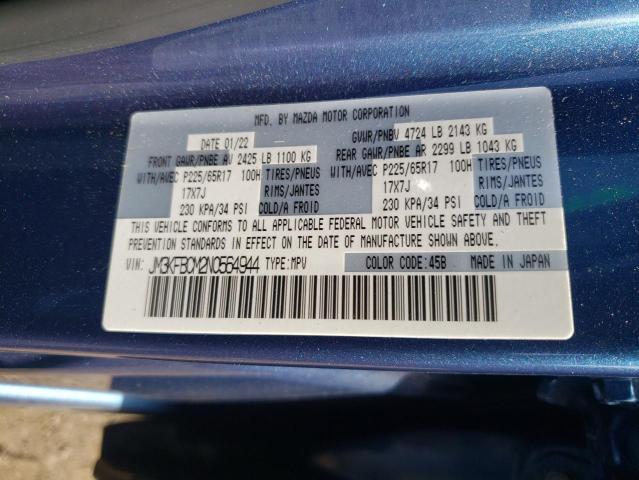 MFD. BY MAZDA MOTOR CORPORATION
DATE 01/22 GVWR/PNBV 4724 LB 2143 KG
FRONT GAWR/PNBE AV 2425 LB 1100 KG REAR GAWR/PNBE AR 2299 LB 1043 KG
WITH/AVEC P225/65R17 100H TIRES/PNEUS WITH/AVEC P225/65R17 100H TIRES/PNEUS
17X7J RIMS/JANTES 17X7J RIMS/JANTES
230 KPA/34 PSI COLD/A FROID 230 KPA/34 PSI COLD/A FROID
THIS VEHICLE CONFORMS TO ALL APPLICABLE FEDERAL MOTOR VEHICLE SAFETY AND THEFT
PREVENTION STANDARDS IN EFFECT ON THE DATE OF MANUFACTURE SHOWN ABOVE.
VIN: JM3KFBCM2N0564944 TYPE:MPV COLOR CODE:45B MADE IN JAPAN